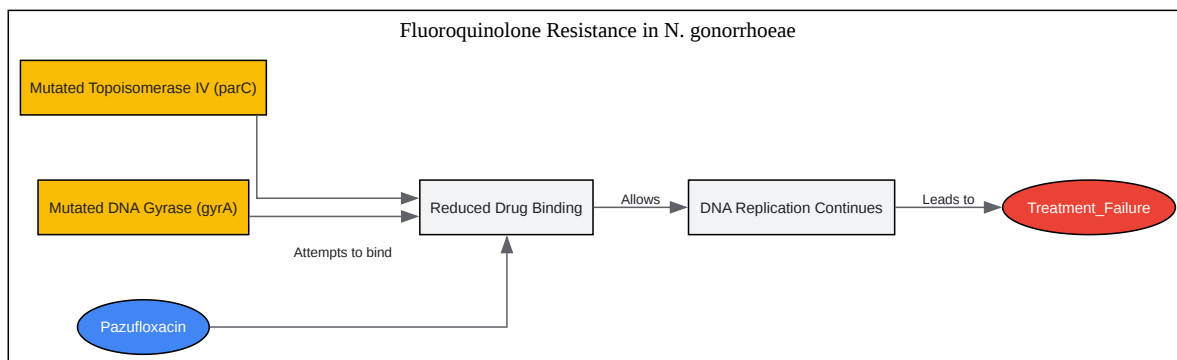 Fluoroquinolone Resistance in N. gonorrhoeae
Mutated Topoisomerase IV (parC)
Mutated DNA Gyrase (gyrA)
Reduced Drug Binding
Allows
DNA Replication Continues
Leads to
Treatment_Failure
Attempts to bind
Pazufloxacin